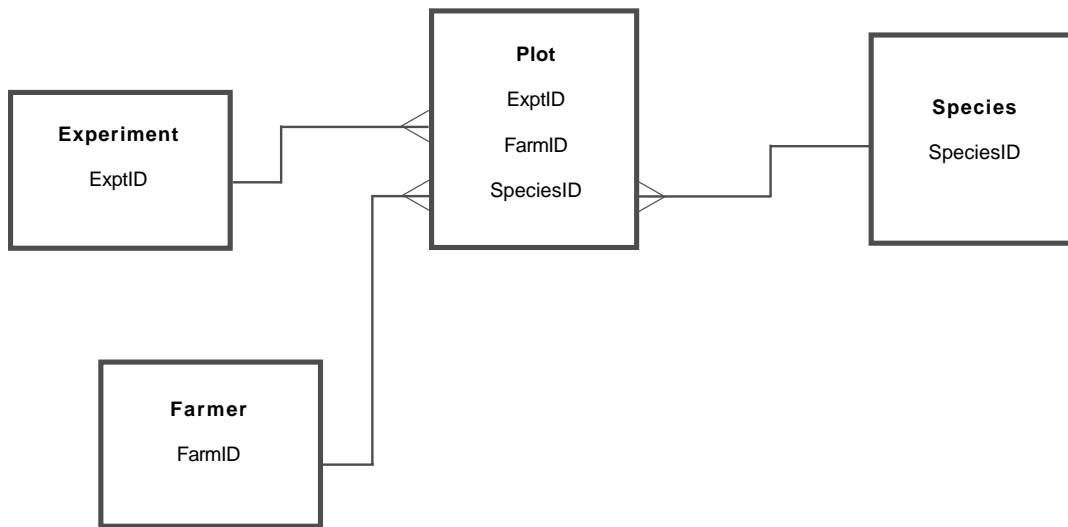 Experiment
ExptID
Plot
ExptID
FarmID
SpeciesID
Species
SpeciesID
Farmer
FarmID